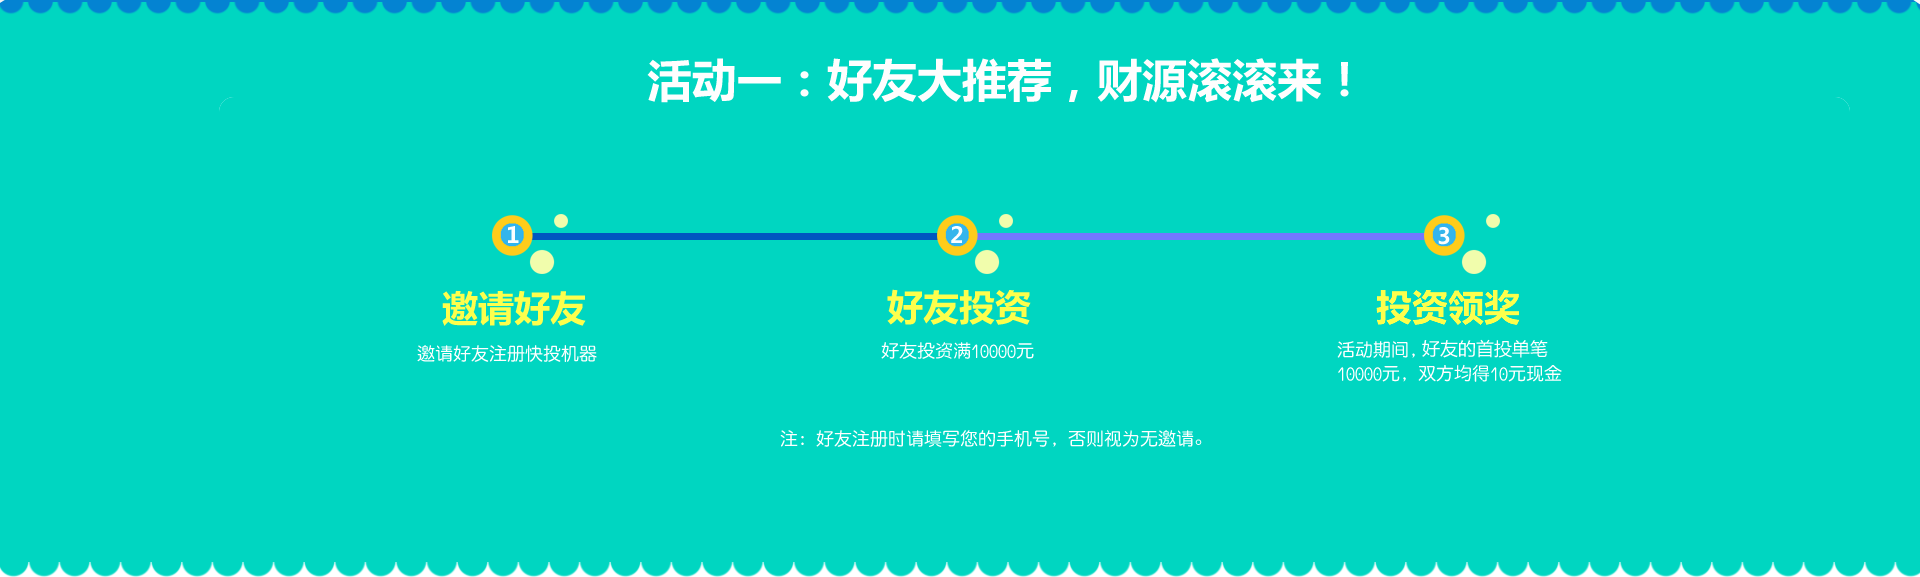 活动一：好友大推荐，财源滚滚来！
1
2
3
邀请好友
好友投资
投资领奖
邀请好友注册快投机器
好友投资满10000元
活动期间，好友的首投单笔
10000元，双方均得10元现金
注：好友注册时请填写您的手机号，否则视为无邀请。